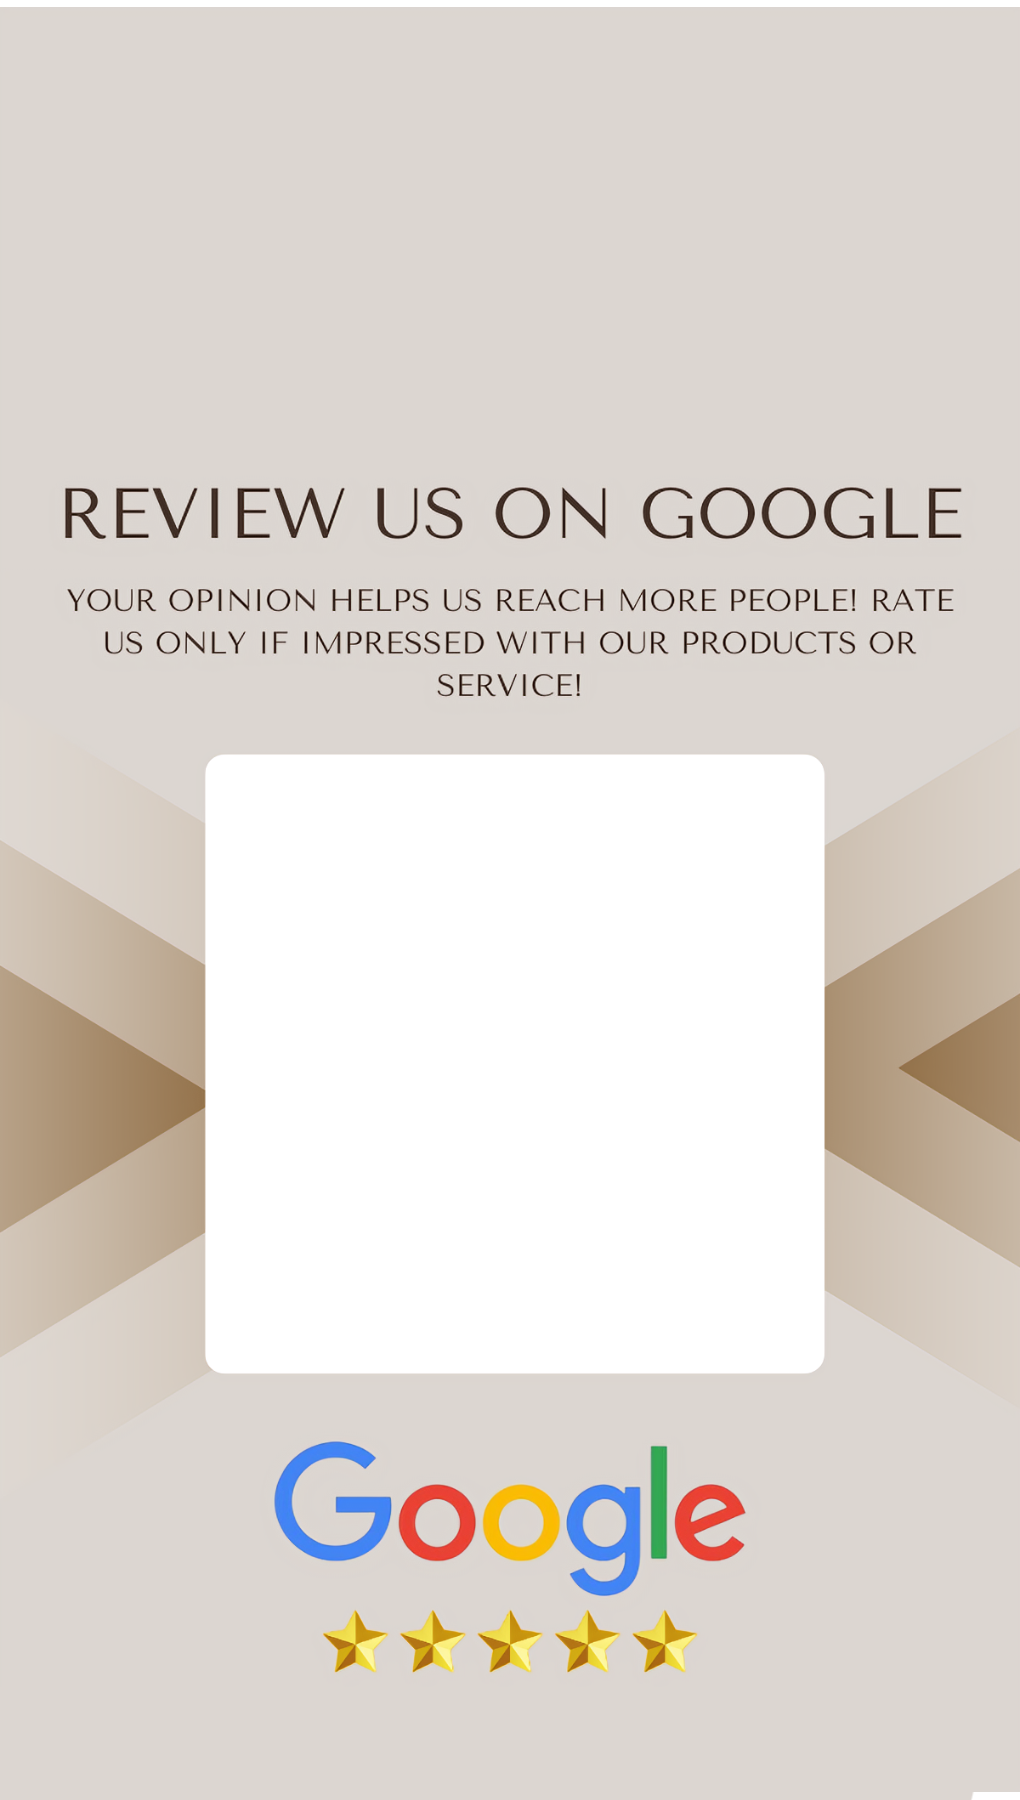 REVIEW US ON GOOGLE
YOUR OPINION HELPS US REACH MORE PEOPLE! RATE
US ONLY IF IMPRESSED WITH OUR PRODUCTS OR
SERVICE!
Google